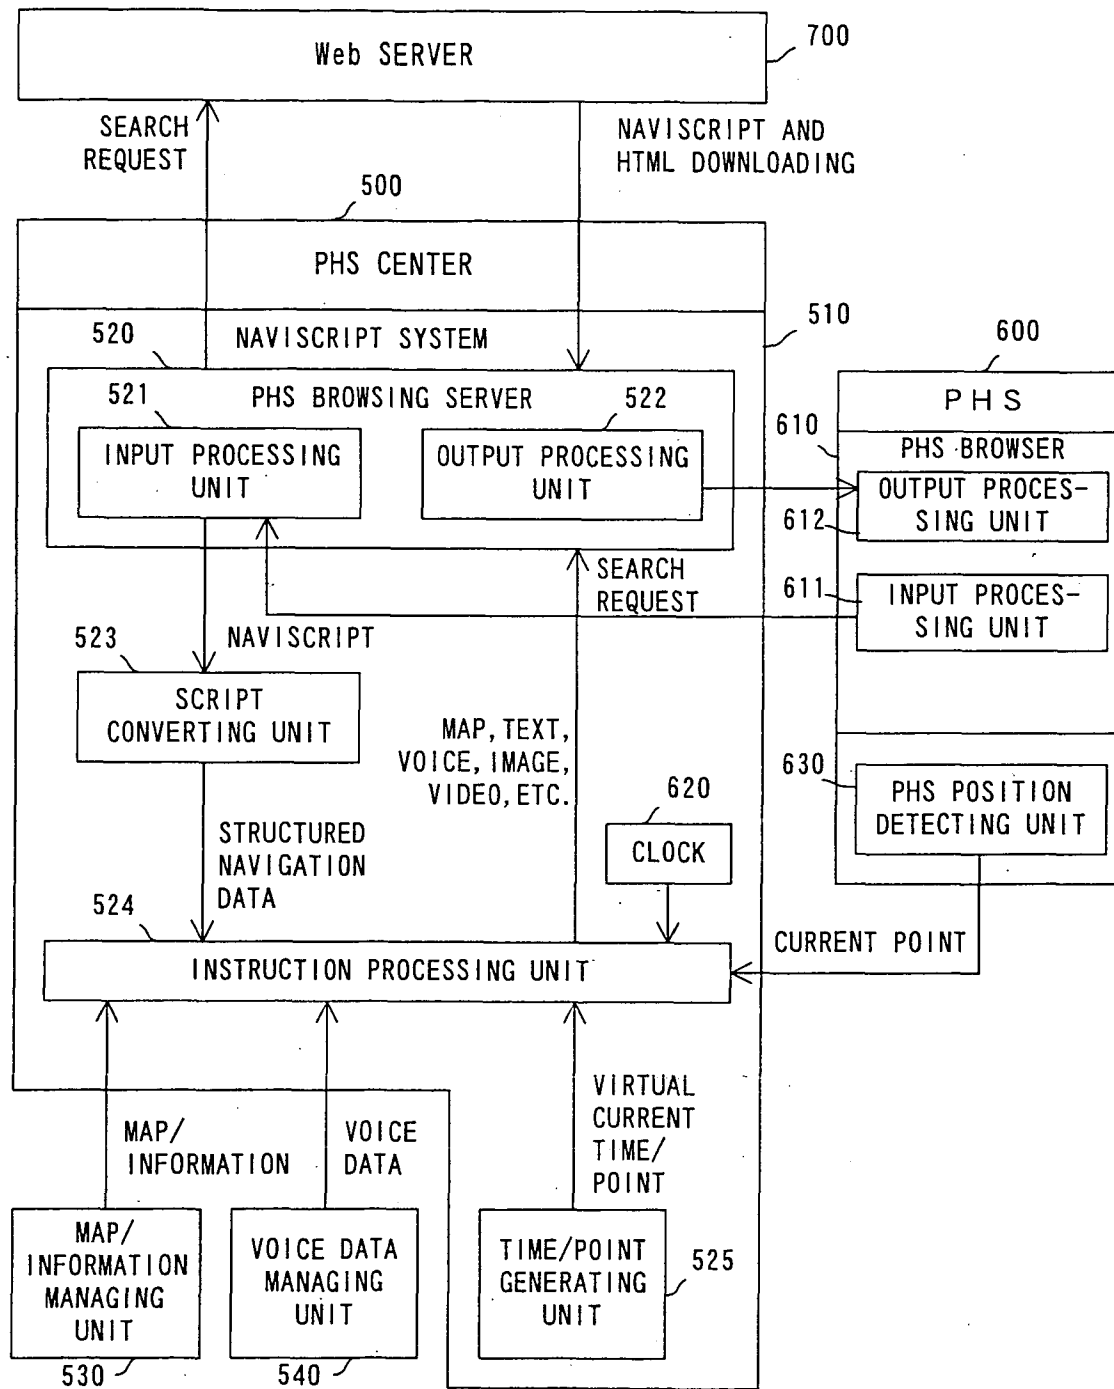 Web SERVER
700
SEARCH
REQUEST
NAVISCRIPT AND
HTML DOWNLOADING
500
PHS CENTER
510
520
NAVISCRIPT SYSTEM
600
PHS
521
PHS BROWSING SERVER
522
610
PHS BROWSER
INPUT PROCESSING
UNIT
OUTPUT PROCESSING
UNIT
OUTPUT PROCES-
SING UNIT
612
SEARCH
REQUEST
611
INPUT PROCES-
SING UNIT
523
NAVISCRIPT
SCRIPT
CONVERTING UNIT
MAP, TEXT,
VOICE, IMAGE,
VIDEO, ETC.
620
CLOCK
630
PHS POSITION
DETECTING UNIT
STRUCTURED
NAVIGATION
DATA
524
INSTRUCTION PROCESSING UNIT
CURRENT POINT
MAP/
INFORMATION
VOICE
DATA
VIRTUAL
CURRENT
TIME/
POINT
MAP/
INFORMATION
MANAGING
UNIT
530
VOICE DATA
MANAGING
UNIT
540
TIME/POINT
GENERATING
UNIT
525